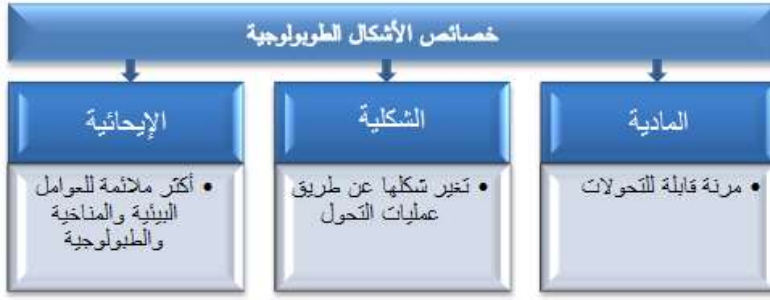 خصائص الأشكال الطوبولوجية
المادية
• مرنة قابلة للتحولات
الشكلية
• تغير شكلها عن طريق
عمليات التحول
الإيحائية
• أكثر ملائمة للعوامل
البيئية والمناخية
والطبولوجية